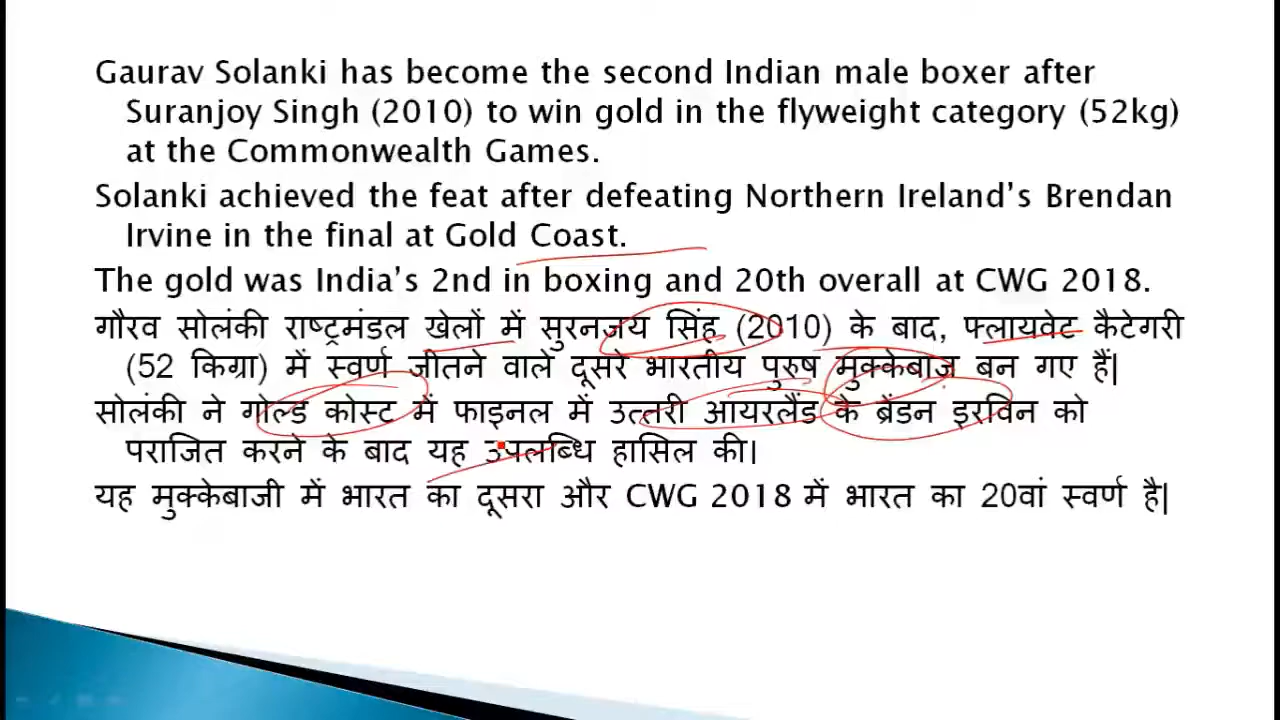 Gaurav Solanki has become the second Indian male boxer after
Suranjoy Singh (2010) to win gold in the flyweight category (52kg)
at the Commonwealth Games.
Solanki achieved the feat after defeating Northern Ireland’s Brendan
Irvine in the final at Gold Coast.
The gold was India’s 2nd in boxing and 20th overall at CWG 2018.
गौरव सोलंकी राष्ट्रमंडल खेलों में सुरनजय सिंह (2010) के बाद, फ्लायवेट कैटेगरी
(52 किग्रा) में स्वर्ण जीतने वाले दूसरे भारतीय पुरुष मुक्केबाज बन गए हैं|
सोलंकी ने गोल्ड कोस्ट में फाइनल में उत्तरी आयरलैंड के ब्रेंडन इरविन को
पराजित करने के बाद यह उपलब्धि हासिल की।
यह मुक्केबाजी में भारत का दूसरा और CWG 2018 में भारत का 20वां स्वर्ण है|